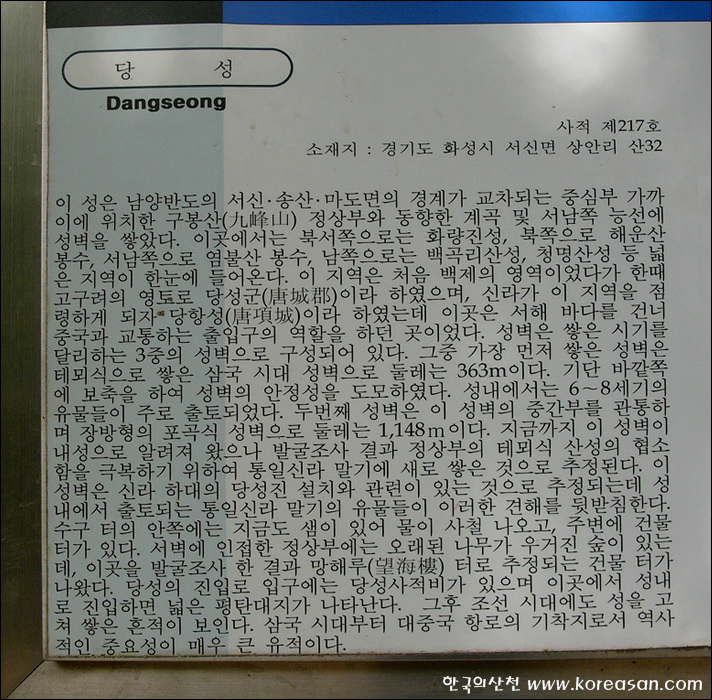 당 성
Dangseong
사적 제217호
소재지 : 경기도 화성시 서신면 상안리 산32
이 성은 남양반도의 서신·송산·마도면의 경계가 교차되는 중심부 가까
이에 위치한 구봉산(九峰山) 정상부와 동향한 계곡 및 서남쪽 능선에
성벽을 쌓았다. 이곳에서는 북서쪽으로는 화량진성, 북쪽으로 해운산
봉수, 서남쪽으로 염불산 봉수, 남쪽으로는 백곡리산성, 청명산성 등 넓
은 지역이 한눈에 들어온다. 이 지역은 처음 백제의 영역이었다가 한때
고구려의 영토로 당성군(唐城郡)이라 하였으며, 신라가 이 지역을 점
령하게 되자 당항성(唐項城)이라 하였는데 이곳은 서해 바다를 건너
중국과 교통하는 출입구의 역할을 하던 곳이었다. 성벽은 쌓은 시기를
달리하는 3중의 성벽으로 구성되어 있다. 그중 가장 먼저 쌓은 성벽은
테뫼식으로 쌓은 삼국 시대 성벽으로 둘레는 363m이다. 기단 바깥쪽
에 보축을 하여 성벽의 안정성을 도모하였다. 성내에서는 6~8세기의
유물들이 주로 출토되었다. 두번째 성벽은 이 성벽의 중간부를 관통하
며 장방형의 포곡식 성벽으로 둘레는 1,148m이다. 지금까지 이 성벽이
내성으로 알려져 왔으나 발굴조사 결과 정상부의 테뫼식 산성의 협소
함을 극복하기 위하여 통일신라 말기에 새로 쌓은 것으로 추정된다. 이
성벽은 신라 하대의 당성진 설치와 관련이 있는 것으로 추정되는데 성
내에서 출토되는 통일신라 말기의 유물들이 이러한 견해를 뒷받침한다.
수구 터의 안쪽에는 지금도 샘이 있어 물이 사철 나오고, 주변에 건물
터가 있다. 서벽에 인접한 정상부에는 오래된 나무가 우거진 숲이 있는
데, 이곳을 발굴조사 한 결과 망해루(望海樓) 터로 추정되는 건물 터가
나왔다. 당성의 진입로 입구에는 당성사적비가 있으며 이곳에서 성내
로 진입하면 넓은 평탄대지가 나타난다. 그후 조선 시대에도 성을 고
쳐 쌓은 흔적이 보인다. 삼국 시대부터 대중국 항로의 기착지로서 역사
적인 중요성이 매우 큰 유적이다.
한국의산천 www.koreasan.com